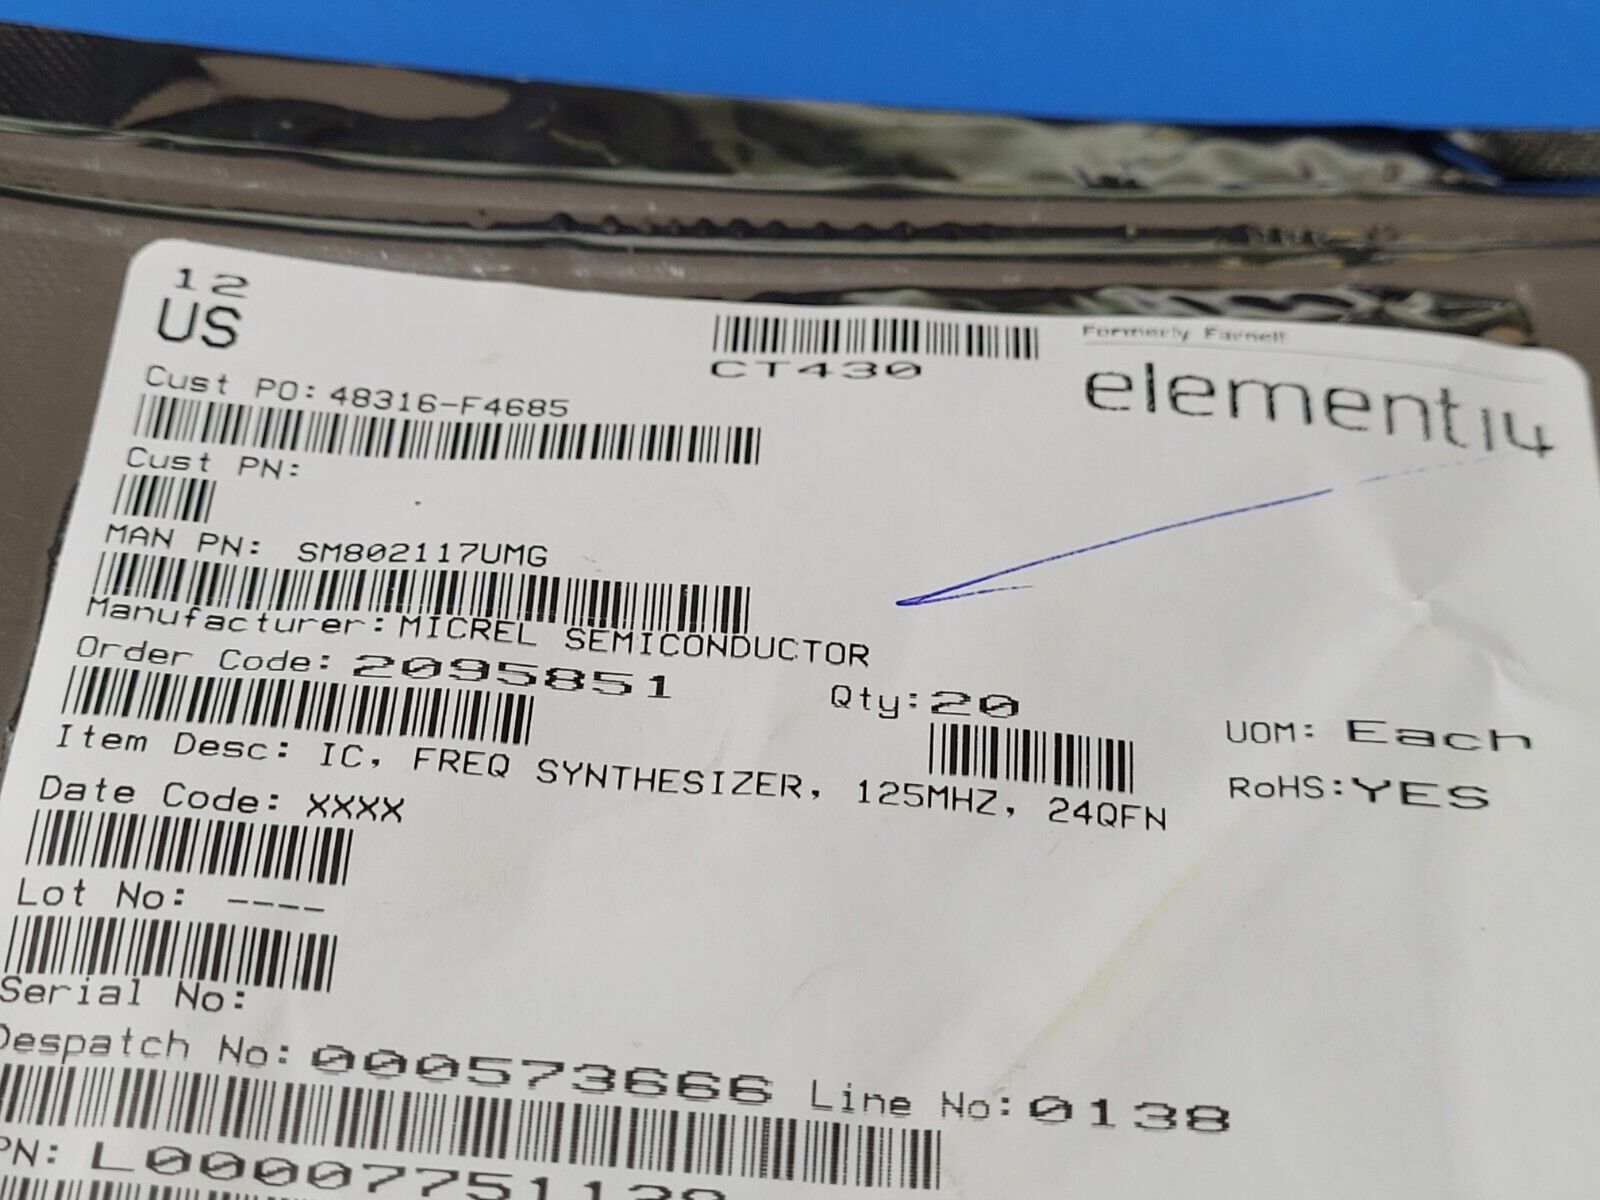 12
US
CT430
Formerly Farnell
element14
Cust PO: 48316-F4685
Cust PN:
MAN PN: SM802117UMG
Manufacturer: MICREL SEMICONDUCTOR
Order Code: 2095851
Qty: 20
UOM: Each
Item Desc: IC, FREQ SYNTHESIZER, 125MHZ, 24QFN
RoHS: YES
Date Code: XXXX
Lot No: ----
Serial No:
Despatch No: 000573666 Line No: 0138
PN: L00007751129